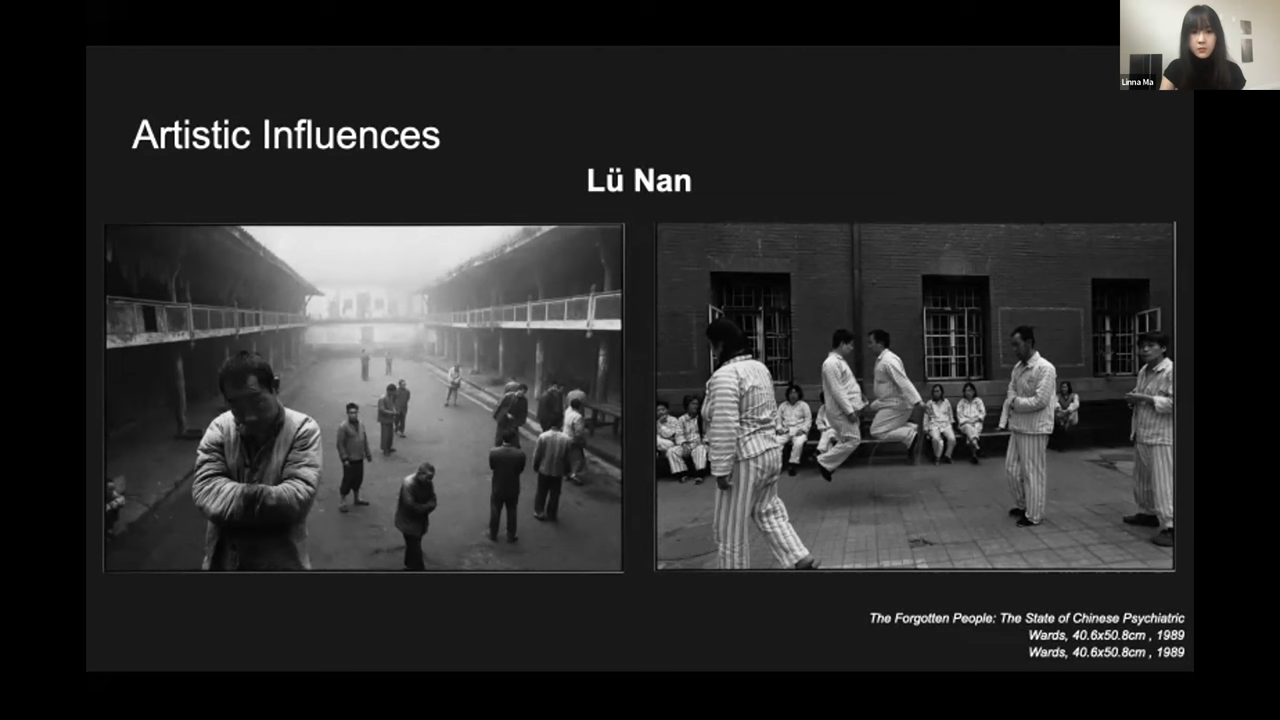 Linna Ma
Artistic Influences
Lü Nan
The Forgotten People: The State of Chinese Psychiatric
Wards, 40.6x50.8cm , 1989
Wards, 40.6x50.8cm , 1989